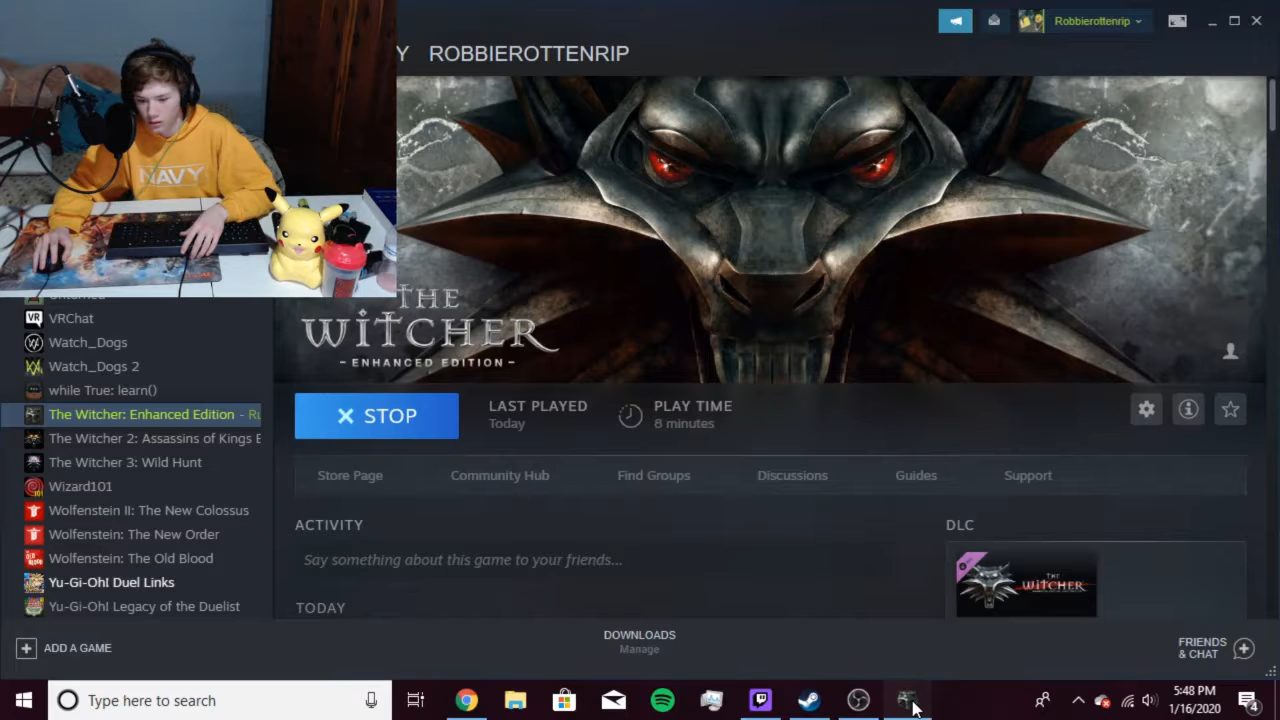 Robbierottenrip
Y ROBBIEROTTENRIP
NAVY
THE
WITCHER
- ENHANCED EDITION -
VRChat
Watch_Dogs
Watch_Dogs 2
while True: learn()
The Witcher: Enhanced Edition - Ru
The Witcher 2: Assassins of Kings E
The Witcher 3: Wild Hunt
Wizard101
Wolfenstein II: The New Colossus
Wolfenstein: The New Order
Wolfenstein: The Old Blood
Yu-Gi-Oh! Duel Links
Yu-Gi-Oh! Legacy of the Duelist
STOP
LAST PLAYED
Today
PLAY TIME
8 minutes
Store Page
Community Hub
Find Groups
Discussions
Guides
Support
ACTIVITY
Say something about this game to your friends...
TODAY
DLC
THE
WITCHER
ADD A GAME
DOWNLOADS
Manage
FRIENDS
& CHAT
Type here to search
5:48 PM
1/16/2020
4